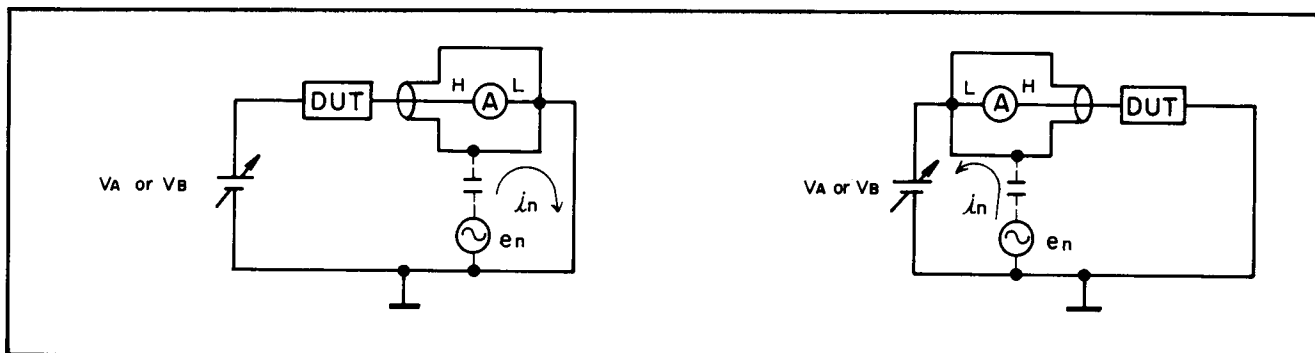 H L
DUT A
VA or VB
in
en
L H
A DUT
VA or VB
in
en